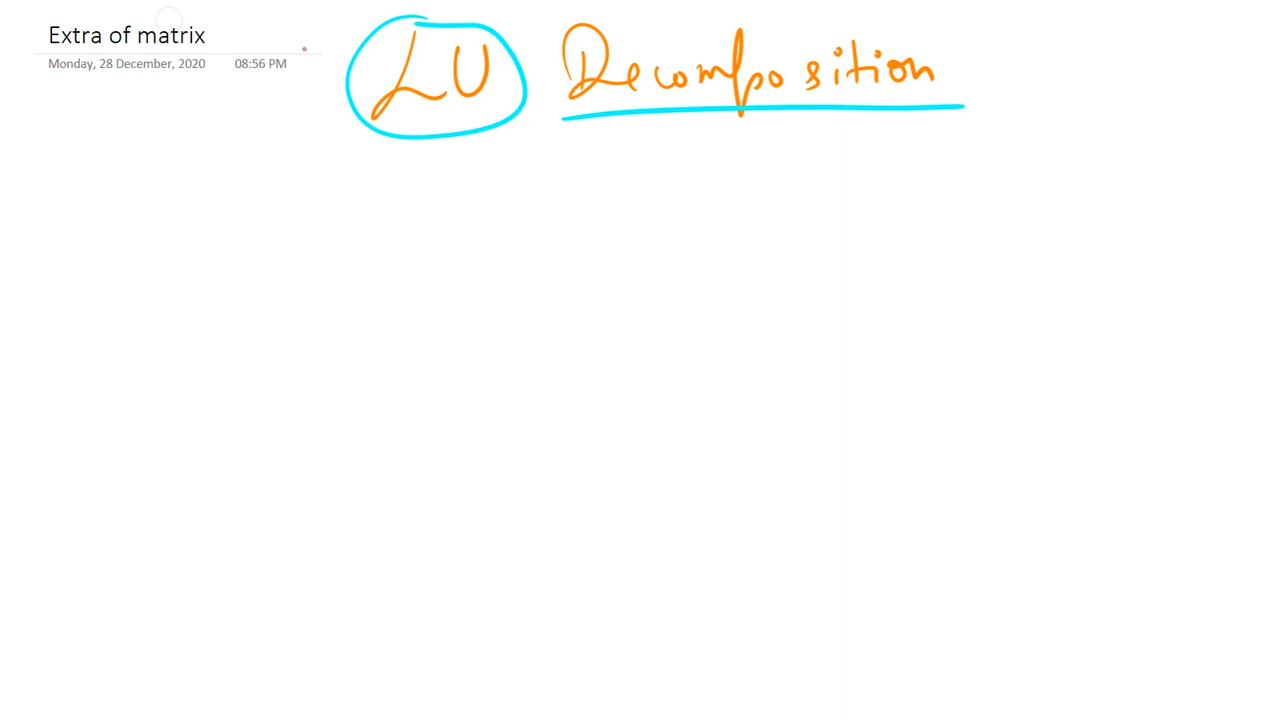 Extra of matrix
Monday, 28 December, 2020 08:56 PM
LU Decomposition